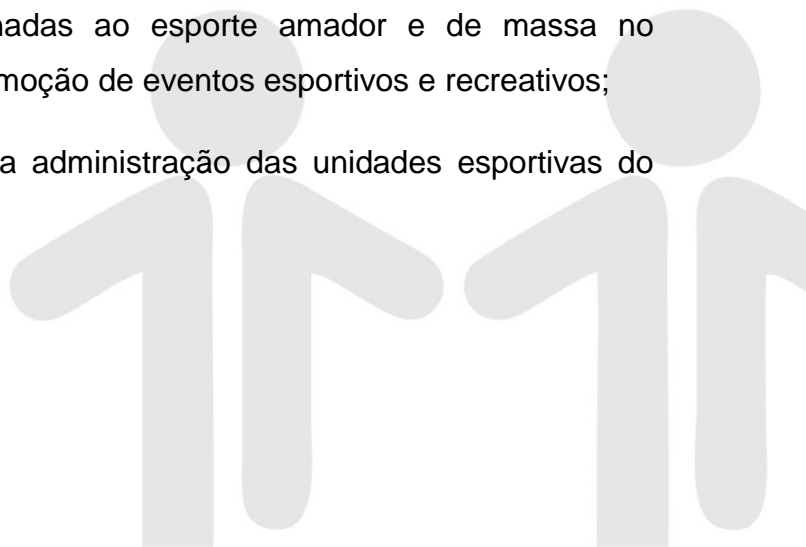 nadas ao esporte amador e de massa no
moção de eventos esportivos e recreativos;
a administração das unidades esportivas do